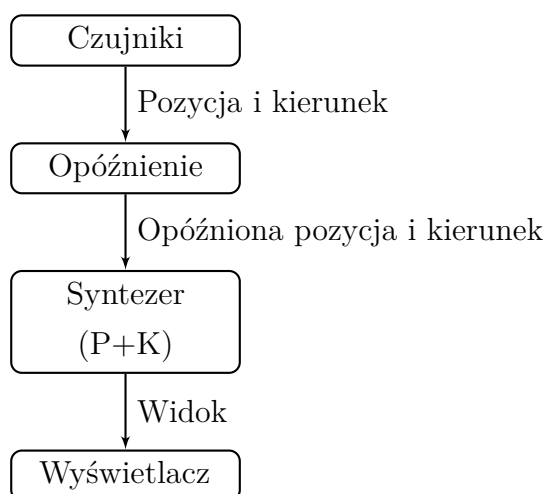 Czujniki
Pozycja i kierunek
Opóźnienie
Opóźniona pozycja i kierunek
Syntezer
(P+K)
Widok
Wyświetlacz